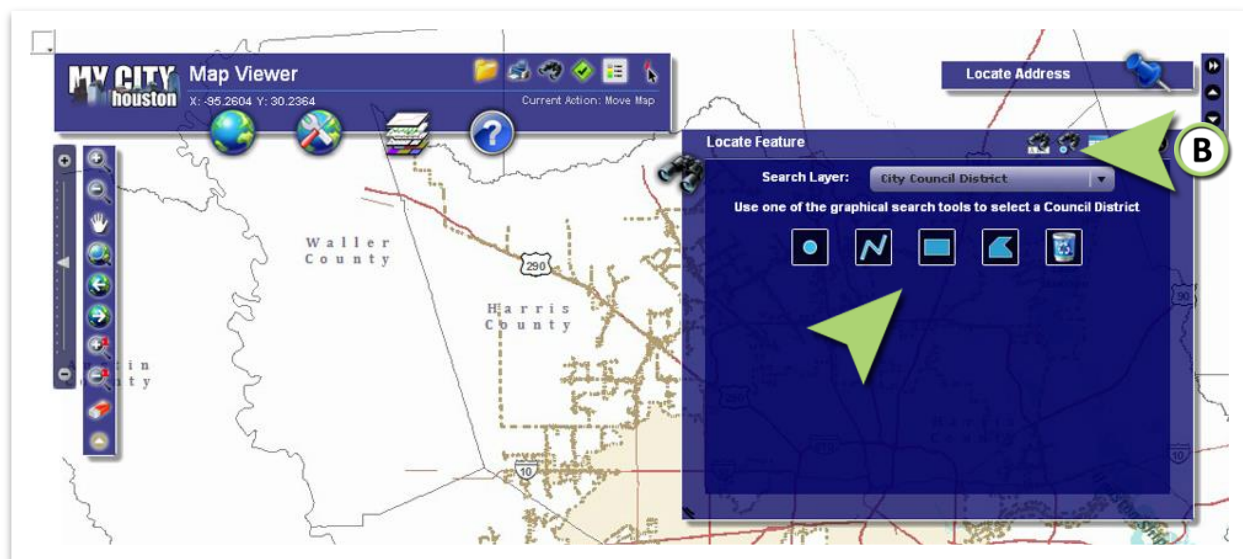 MY CITY
houston
Map Viewer
X: -95.2604 Y: 30.2364
Current Action: Move Map
Locate Address
Locate Feature
B
Search Layer:
City Council District
Use one of the graphical search tools to select a Council District
Waller
County
290
Harris
County
90
10
10